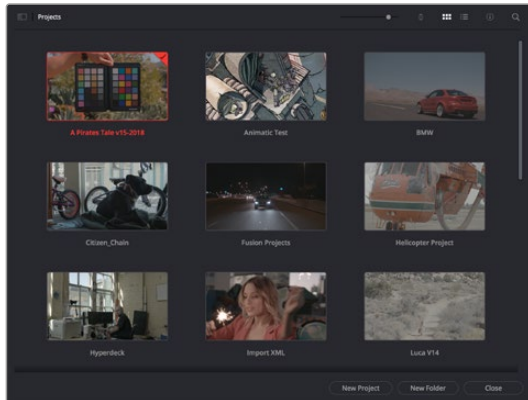 Projects
A Pirates Tale v15-2018
Animatic Test
BMW
Citizen_Chain
Fusion Projects
Helicopter Project
Hyperdeck
Import XML
Luca V14
New Project
New Folder
Close